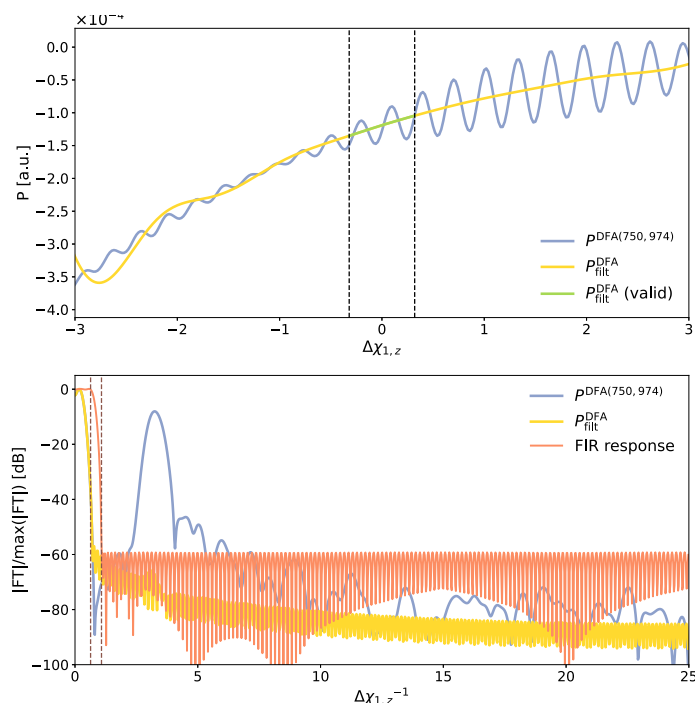 ×10⁻⁴
P [a.u.]
0.0
−0.5
−1.0
−1.5
−2.0
−2.5
−3.0
−3.5
−4.0
P^DFA(750, 974)
P_filt^DFA
P_filt^DFA (valid)
−3 −2 −1 0 1 2 3
Δχ₁,z
|FT|/max(|FT|) [dB]
0
−20
−40
−60
−80
−100
P^DFA(750, 974)
P_filt^DFA
FIR response
0 5 10 15 20 25
Δχ₁,z⁻¹